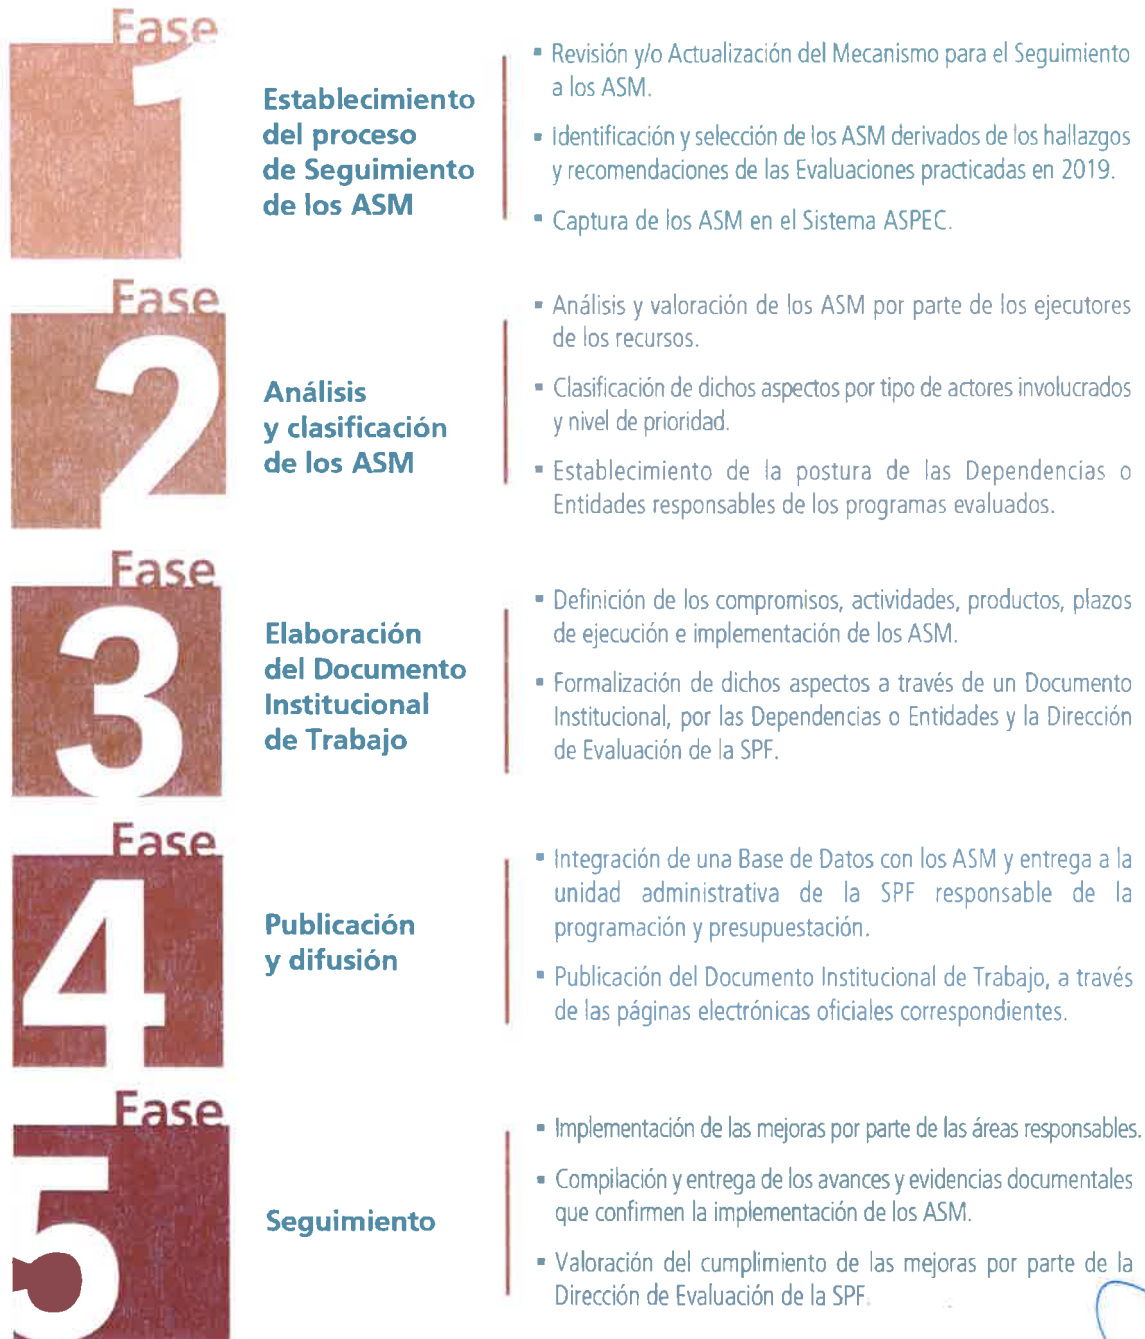 Fase
1
Establecimiento
del proceso
de Seguimiento
de los ASM
▪ Revisión y/o Actualización del Mecanismo para el Seguimiento
a los ASM.
▪ Identificación y selección de los ASM derivados de los hallazgos
y recomendaciones de las Evaluaciones practicadas en 2019.
▪ Captura de los ASM en el Sistema ASPEC.
Fase
2
Análisis
y clasificación
de los ASM
▪ Análisis y valoración de los ASM por parte de los ejecutores
de los recursos.
▪ Clasificación de dichos aspectos por tipo de actores involucrados
y nivel de prioridad.
▪ Establecimiento de la postura de las Dependencias o
Entidades responsables de los programas evaluados.
Fase
3
Elaboración
del Documento
Institucional
de Trabajo
▪ Definición de los compromisos, actividades, productos, plazos
de ejecución e implementación de los ASM.
▪ Formalización de dichos aspectos a través de un Documento
Institucional, por las Dependencias o Entidades y la Dirección
de Evaluación de la SPF.
Fase
4
Publicación
y difusión
▪ Integración de una Base de Datos con los ASM y entrega a la
unidad administrativa de la SPF responsable de la
programación y presupuestación.
▪ Publicación del Documento Institucional de Trabajo, a través
de las páginas electrónicas oficiales correspondientes.
Fase
5
Seguimiento
▪ Implementación de las mejoras por parte de las áreas responsables.
▪ Compilación y entrega de los avances y evidencias documentales
que confirmen la implementación de los ASM.
▪ Valoración del cumplimiento de las mejoras por parte de la
Dirección de Evaluación de la SPF.